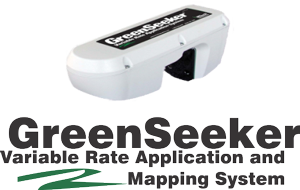 GreenSeeker
GreenSeeker
Variable Rate Application and
Mapping System